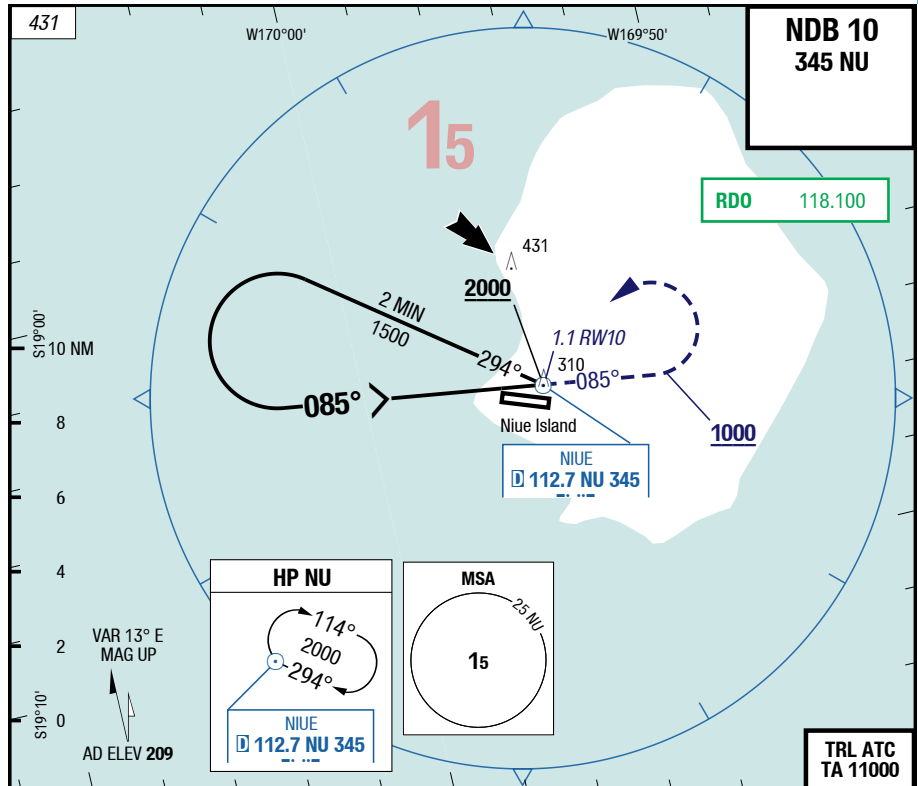 431
W170°00'
W169°50'
NDB 10
345 NU
15
RDO 118.100
431
2000
2 MIN
1500
294°
1.1 RW10
310
085°
085°
1000
Niue Island
NIUE
D 112.7 NU 345
S19°00'
10 NM
8
6
4
2
0
S19°10'
VAR 13° E
MAG UP
AD ELEV 209
HP NU
114°
2000
294°
NIUE
D 112.7 NU 345
MSA
25 NU
15
TRL ATC
TA 11000